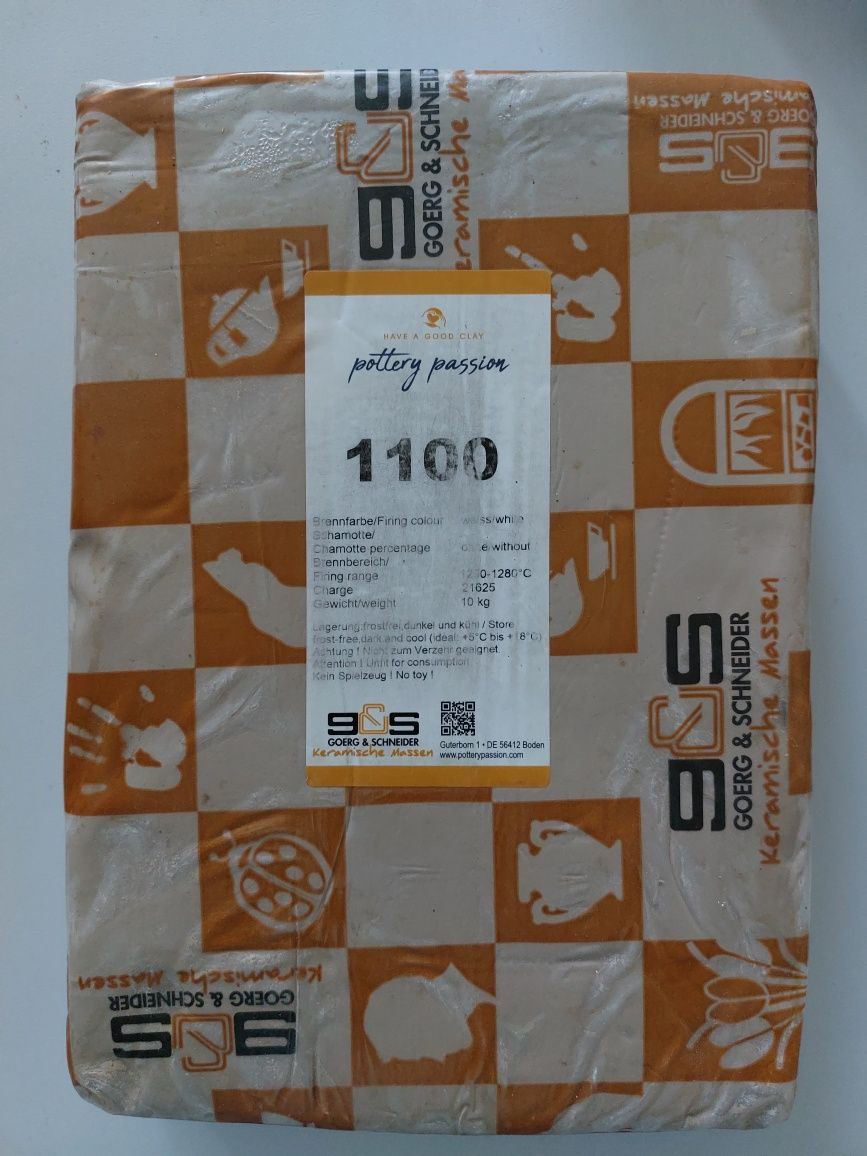 GOERG & SCHNEID
Keramische Ma
amische Massen
GOERG & SCHNEIDER
g&s
HAVE A GOOD CLAY
pottery passion
1100
Brennfarbe/Firing colour weiss/white
Schamotte/
Chamotte percentage ohne/without
Brennbereich/
Firing range -1280°C
Charge 21625
Gewicht/weight 10 kg
Lagerung:frostfrei,dunkel und kühl / Store
frost-free,dark,and cool (ideal: +5°C bis +18°C)
Achtung ! Nicht zum Verzehr geeignet
Attention ! Unfit for consumption
Kein Spielzeug ! No toy !
g&s
GOERG & SCHNEIDER
Keramische Massen
Guterborn 1 • DE 56412 Boden
www.potterypassion.com
g&s
GOERG & SCHNEIDER
Keramische Massen
Keramische Massen
GOERG & SCHNEIDER
g&s